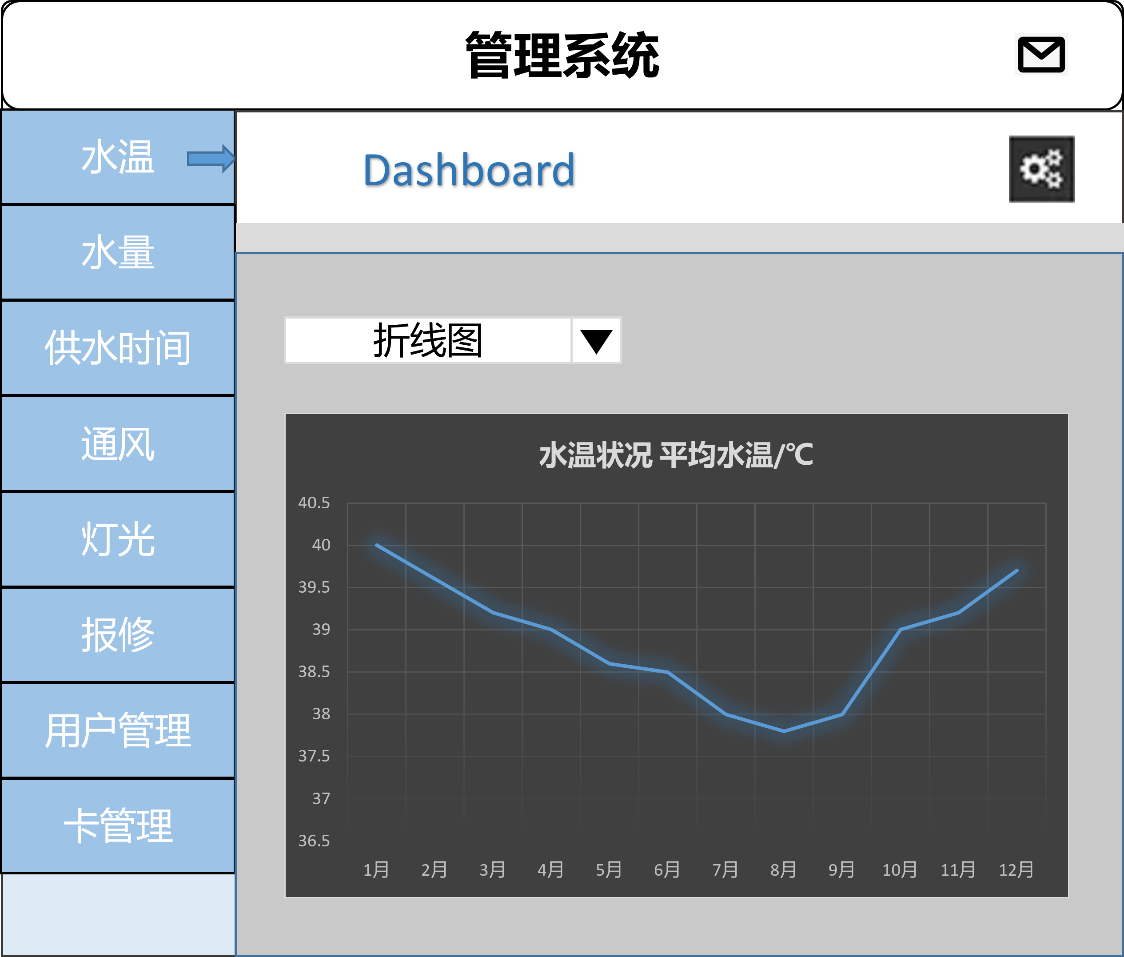 管理系统
水温
Dashboard
水量
供水时间
通风
灯光
报修
用户管理
卡管理
折线图
水温状况 平均水温/℃
40.5
40
39.5
39
38.5
38
37.5
37
36.5
1月 2月 3月 4月 5月 6月 7月 8月 9月 10月 11月 12月